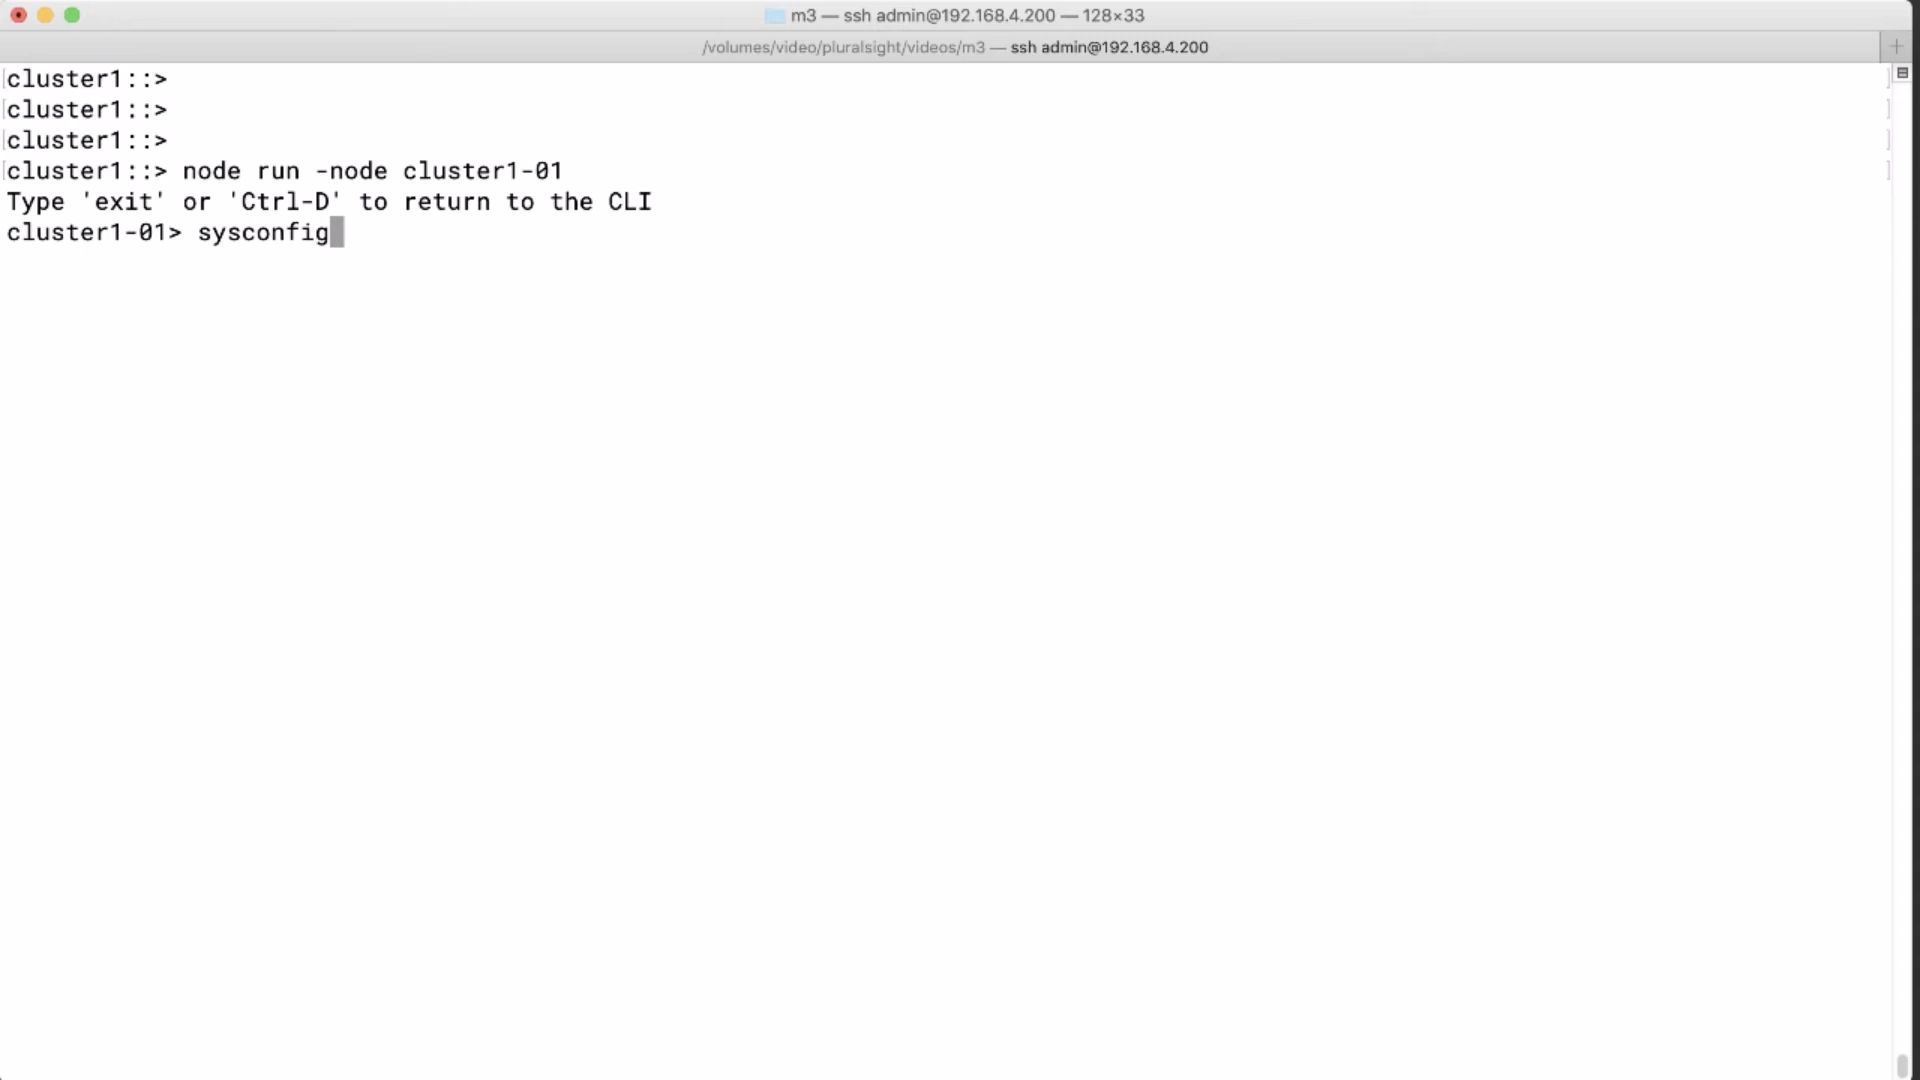 m3 — ssh admin@192.168.4.200 — 128×33
/volumes/video/pluralsight/videos/m3 — ssh admin@192.168.4.200
cluster1::>
cluster1::>
cluster1::>
cluster1::> node run -node cluster1-01
Type 'exit' or 'Ctrl-D' to return to the CLI
cluster1-01> sysconfig